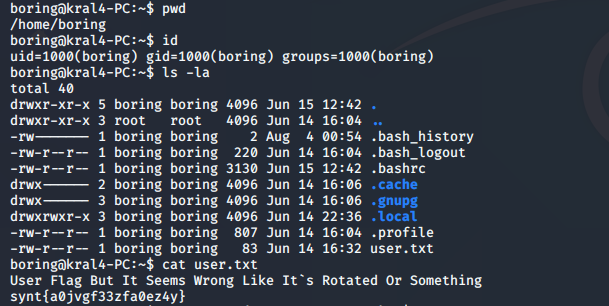 boring@kral4-PC:~$ pwd
/home/boring
boring@kral4-PC:~$ id
uid=1000(boring) gid=1000(boring) groups=1000(boring)
boring@kral4-PC:~$ ls -la
total 40
drwxr-xr-x 5 boring boring 4096 Jun 15 12:42 .
drwxr-xr-x 3 root   root   4096 Jun 14 16:04 ..
-rw------- 1 boring boring    2 Aug  4 00:54 .bash_history
-rw-r--r-- 1 boring boring  220 Jun 14 16:04 .bash_logout
-rw-r--r-- 1 boring boring 3130 Jun 15 12:42 .bashrc
drwx------ 2 boring boring 4096 Jun 14 16:06 .cache
drwx------ 3 boring boring 4096 Jun 14 16:06 .gnupg
drwxrwxr-x 3 boring boring 4096 Jun 14 22:36 .local
-rw-r--r-- 1 boring boring  807 Jun 14 16:04 .profile
-rw-r--r-- 1 boring boring   83 Jun 14 16:32 user.txt
boring@kral4-PC:~$ cat user.txt
User Flag But It Seems Wrong Like It`s Rotated Or Something
synt{a0jvgf33zfa0ez4y}